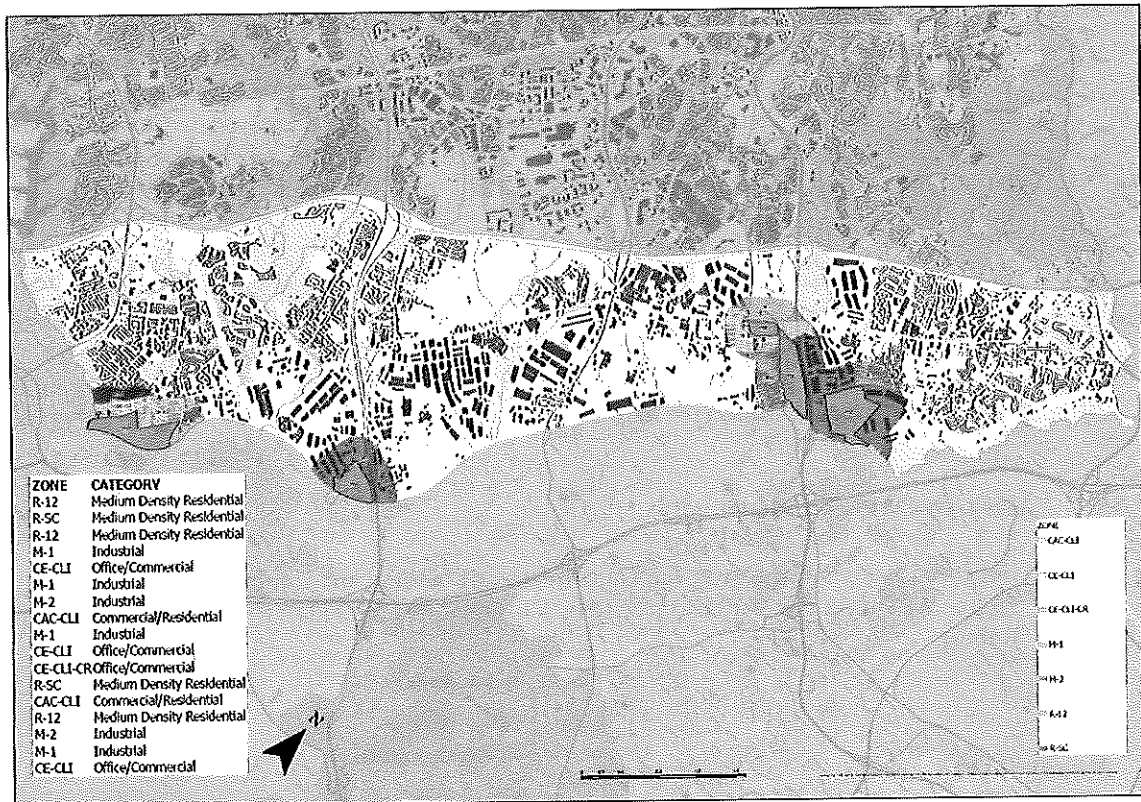 ZONE CATEGORY
R-12 Medium Density Residential
R-SC Medium Density Residential
R-12 Medium Density Residential
M-1 Industrial
CE-CLI Office/Commercial
M-1 Industrial
M-2 Industrial
CAC-CLI Commercial/Residential
M-1 Industrial
CE-CLI Office/Commercial
CE-CLI-CR Office/Commercial
R-SC Medium Density Residential
CAC-CLI Commercial/Residential
R-12 Medium Density Residential
M-2 Industrial
M-1 Industrial
CE-CLI Office/Commercial
N
ZONE
CAC-CLI
CE-CLI
CE-CLI-CR
M-1
M-2
R-12
R-SC